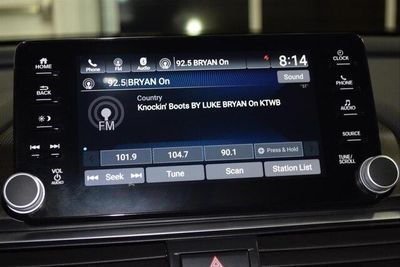 92.5 BRYAN On
8:14
Phone
FM
Audio
92.5 BRYAN On
Sound
Country
Knockin' Boots BY LUKE BRYAN On KTWB
FM
101.9
104.7
90.1
Press & Hold
Seek
Tune
Scan
Station List
HOME
BACK
VOL
AUDIO
CLOCK
PHONE
AUDIO
SOURCE
TUNE/
SCROLL